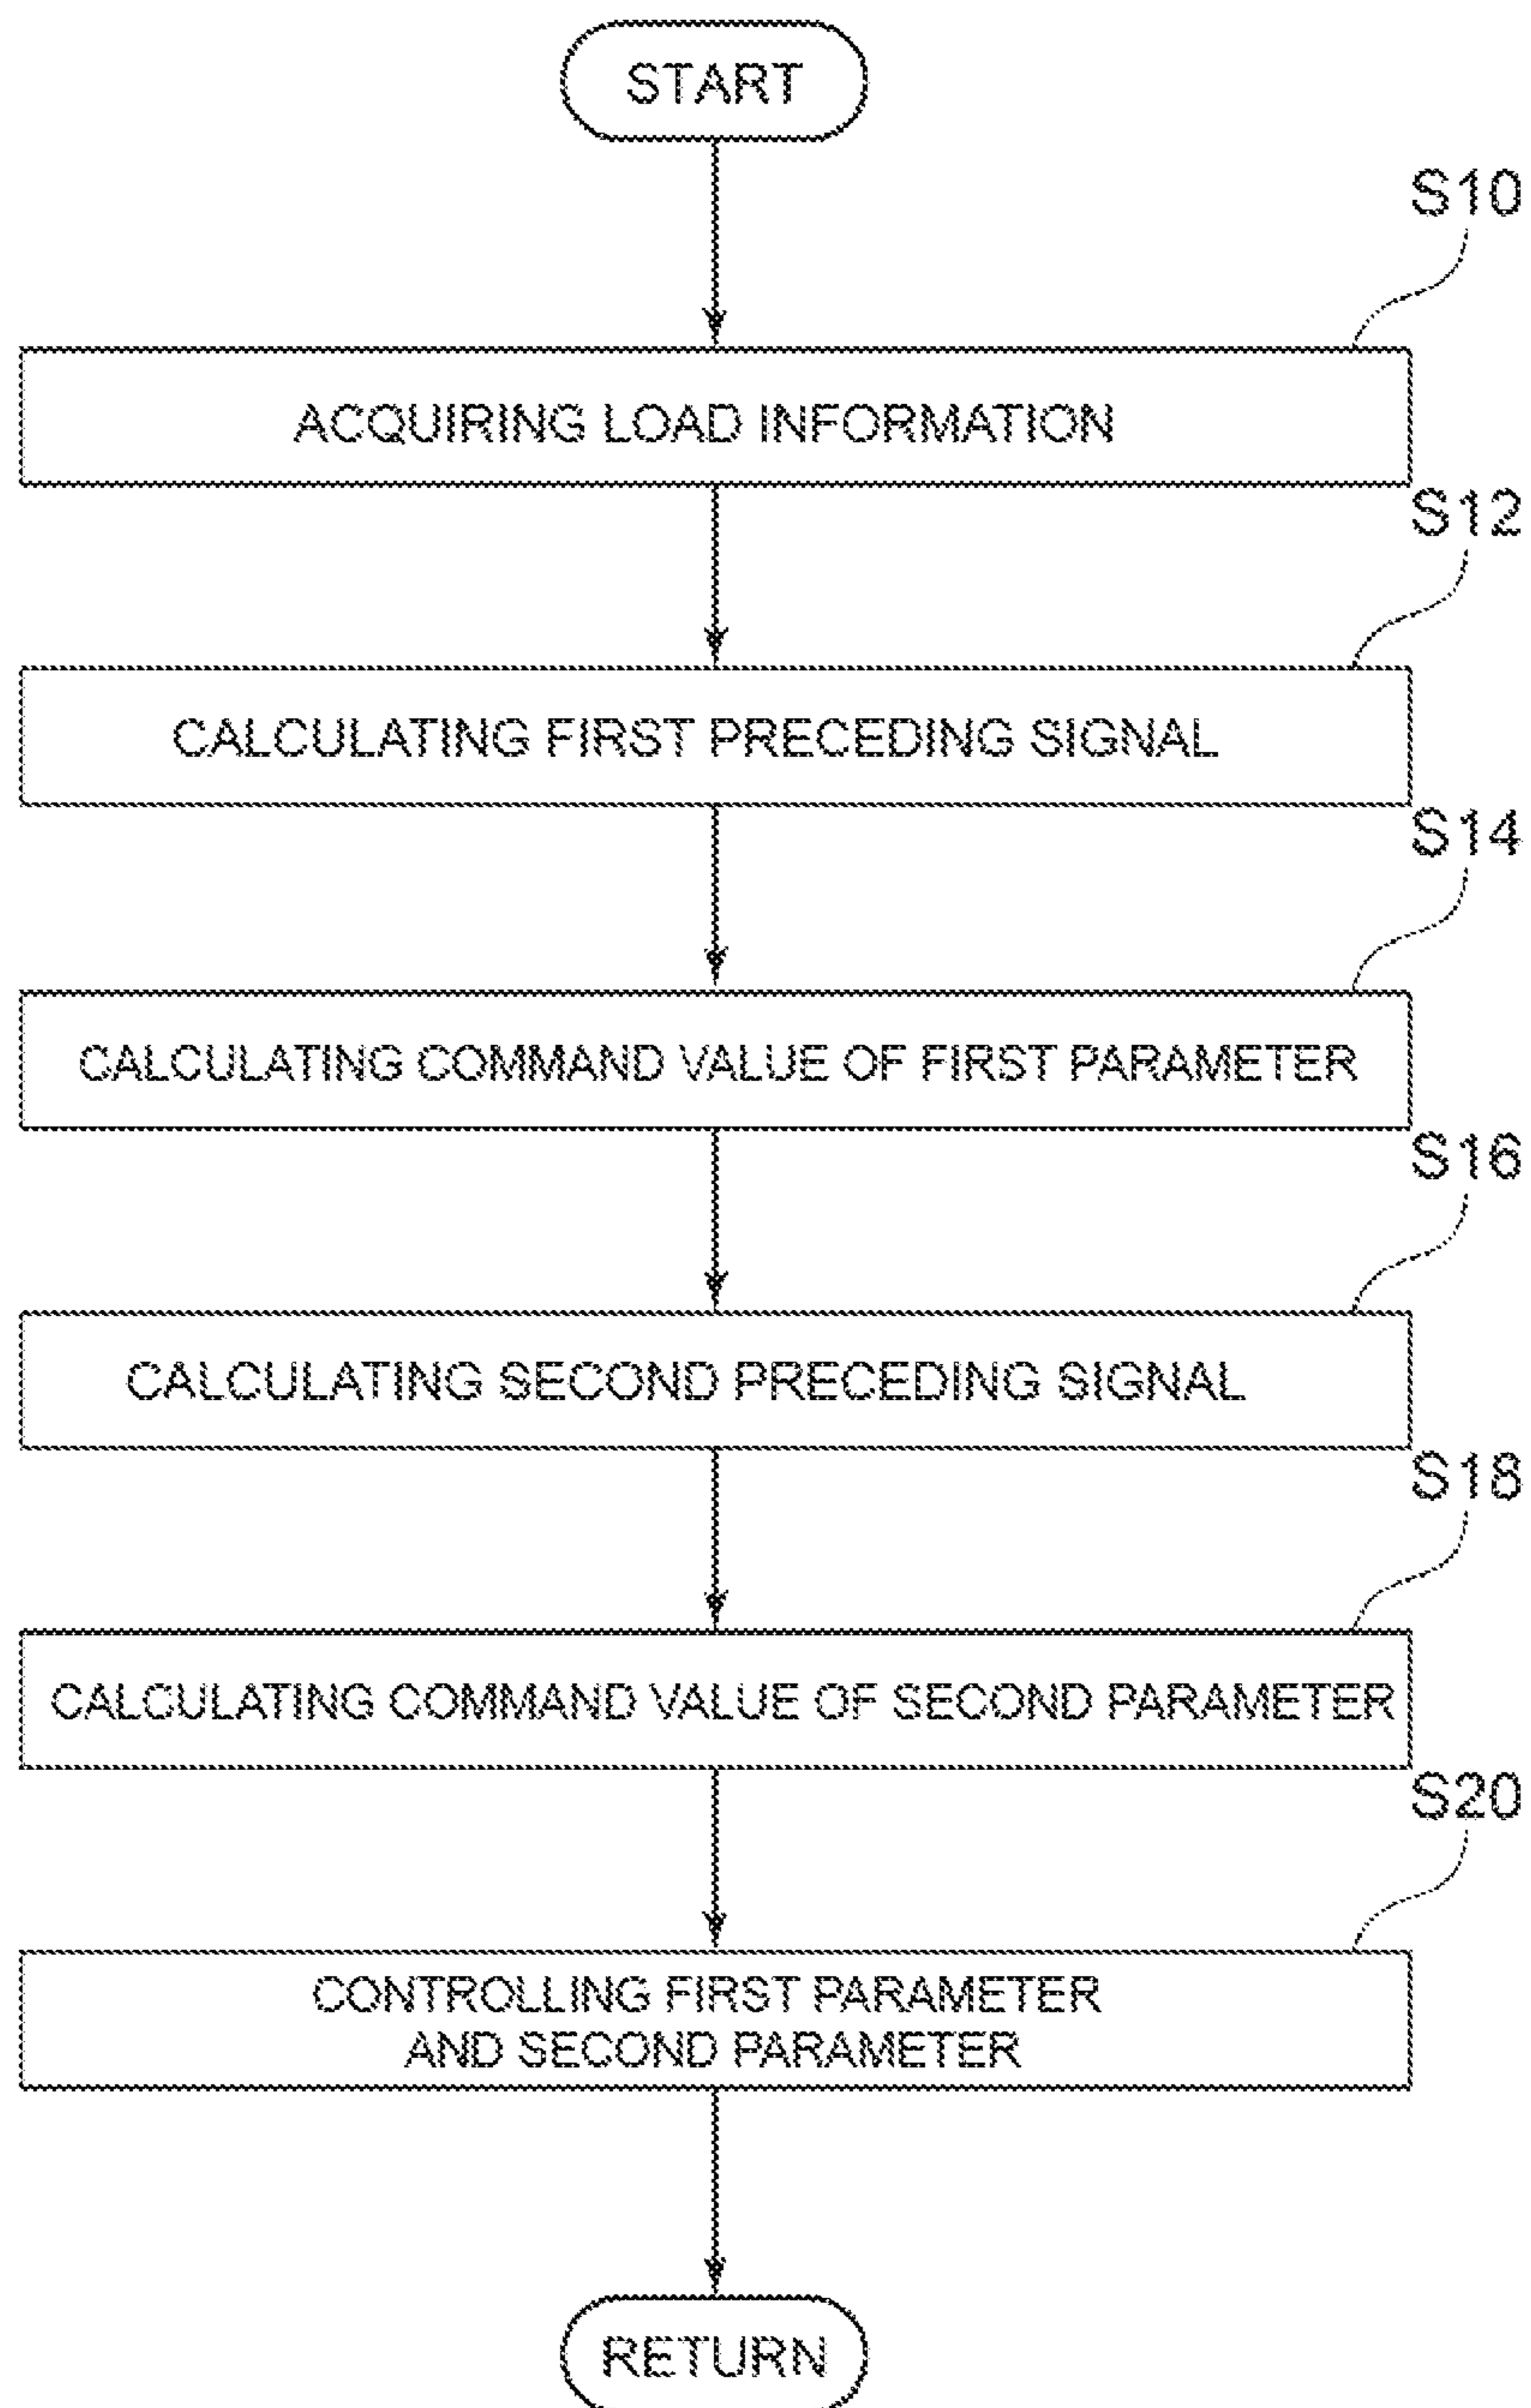 START
S10
ACQUIRING LOAD INFORMATION
S12
CALCULATING FIRST PRECEDING SIGNAL
S14
CALCULATING COMMAND VALUE OF FIRST PARAMETER
S16
CALCULATING SECOND PRECEDING SIGNAL
S18
CALCULATING COMMAND VALUE OF SECOND PARAMETER
S20
CONTROLLING FIRST PARAMETER
AND SECOND PARAMETER
RETURN